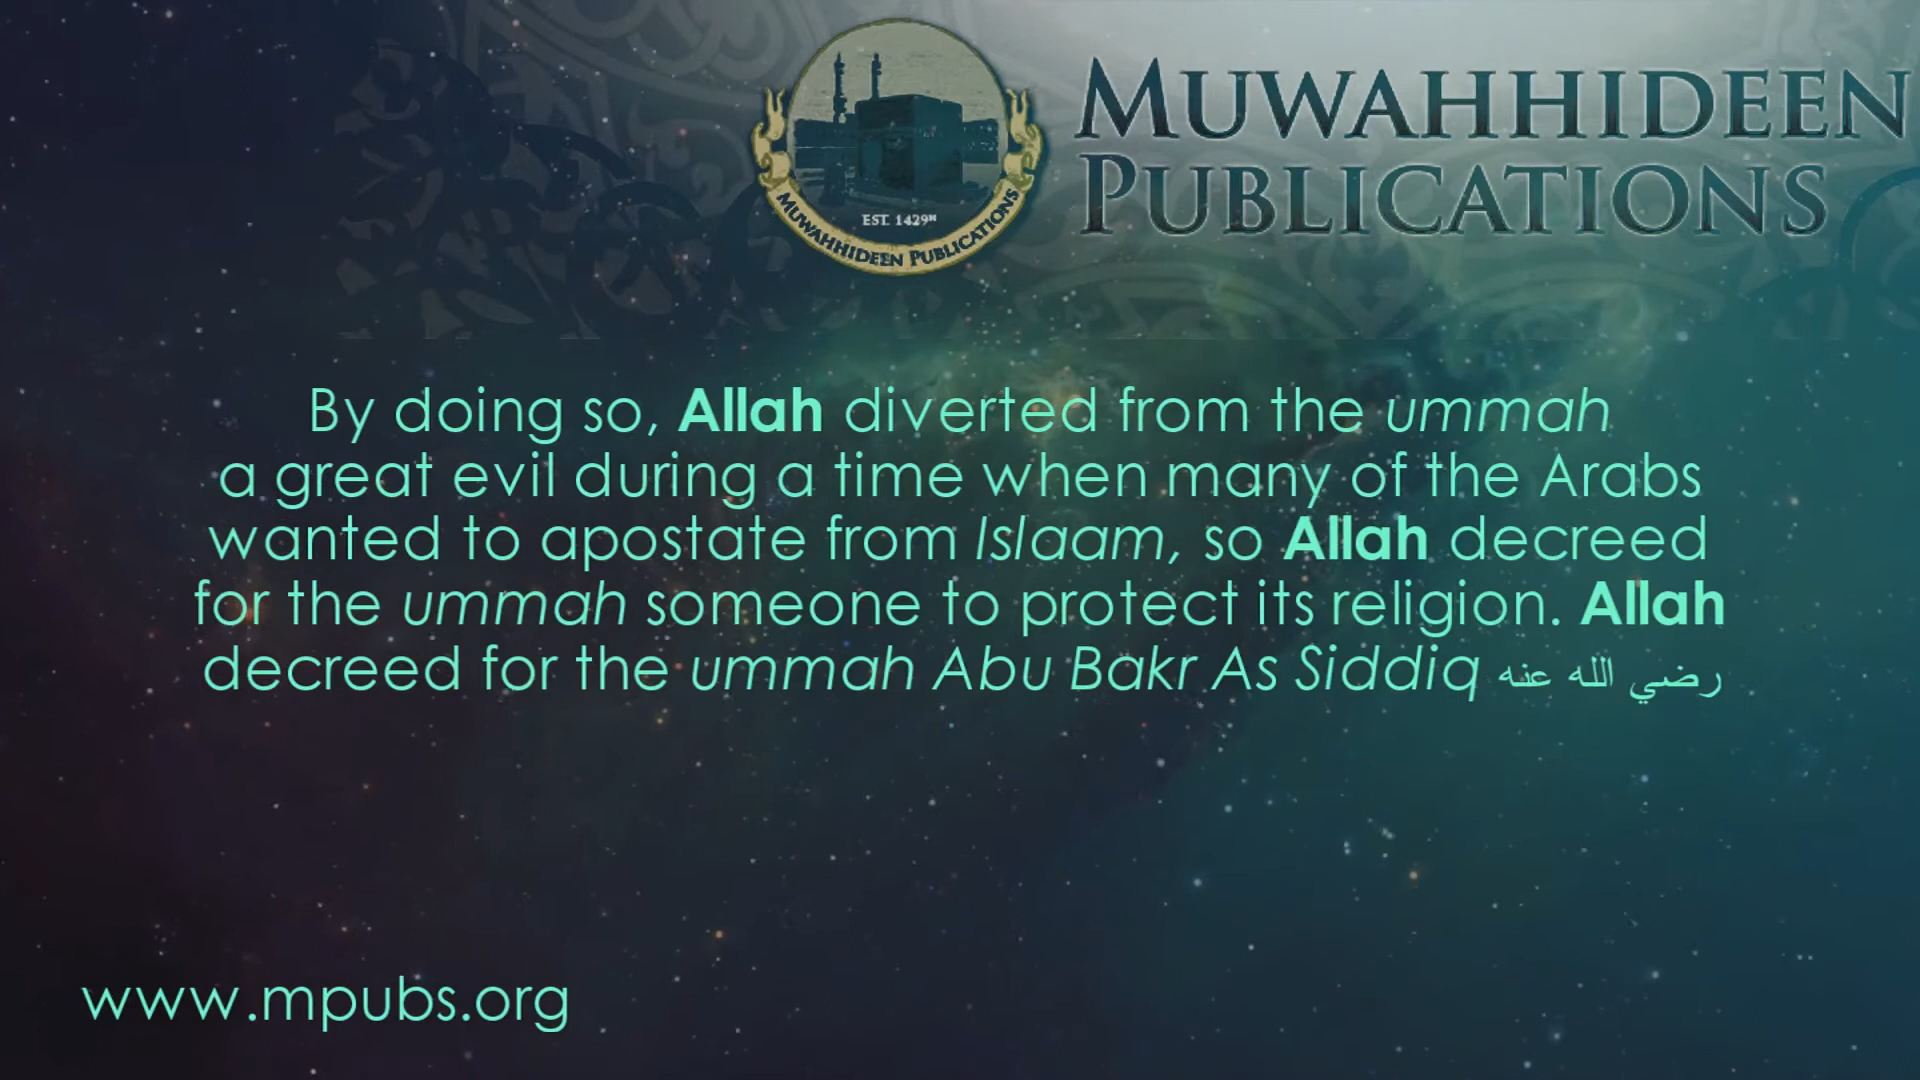 MUWAHHIDEEN
PUBLICATIONS
EST. 1429H
MUWAHHIDEEN PUBLICATIONS
By doing so, Allah diverted from the ummah
a great evil during a time when many of the Arabs
wanted to apostate from Islaam, so Allah decreed
for the ummah someone to protect its religion. Allah
decreed for the ummah Abu Bakr As Siddiq رضي الله عنه
www.mpubs.org